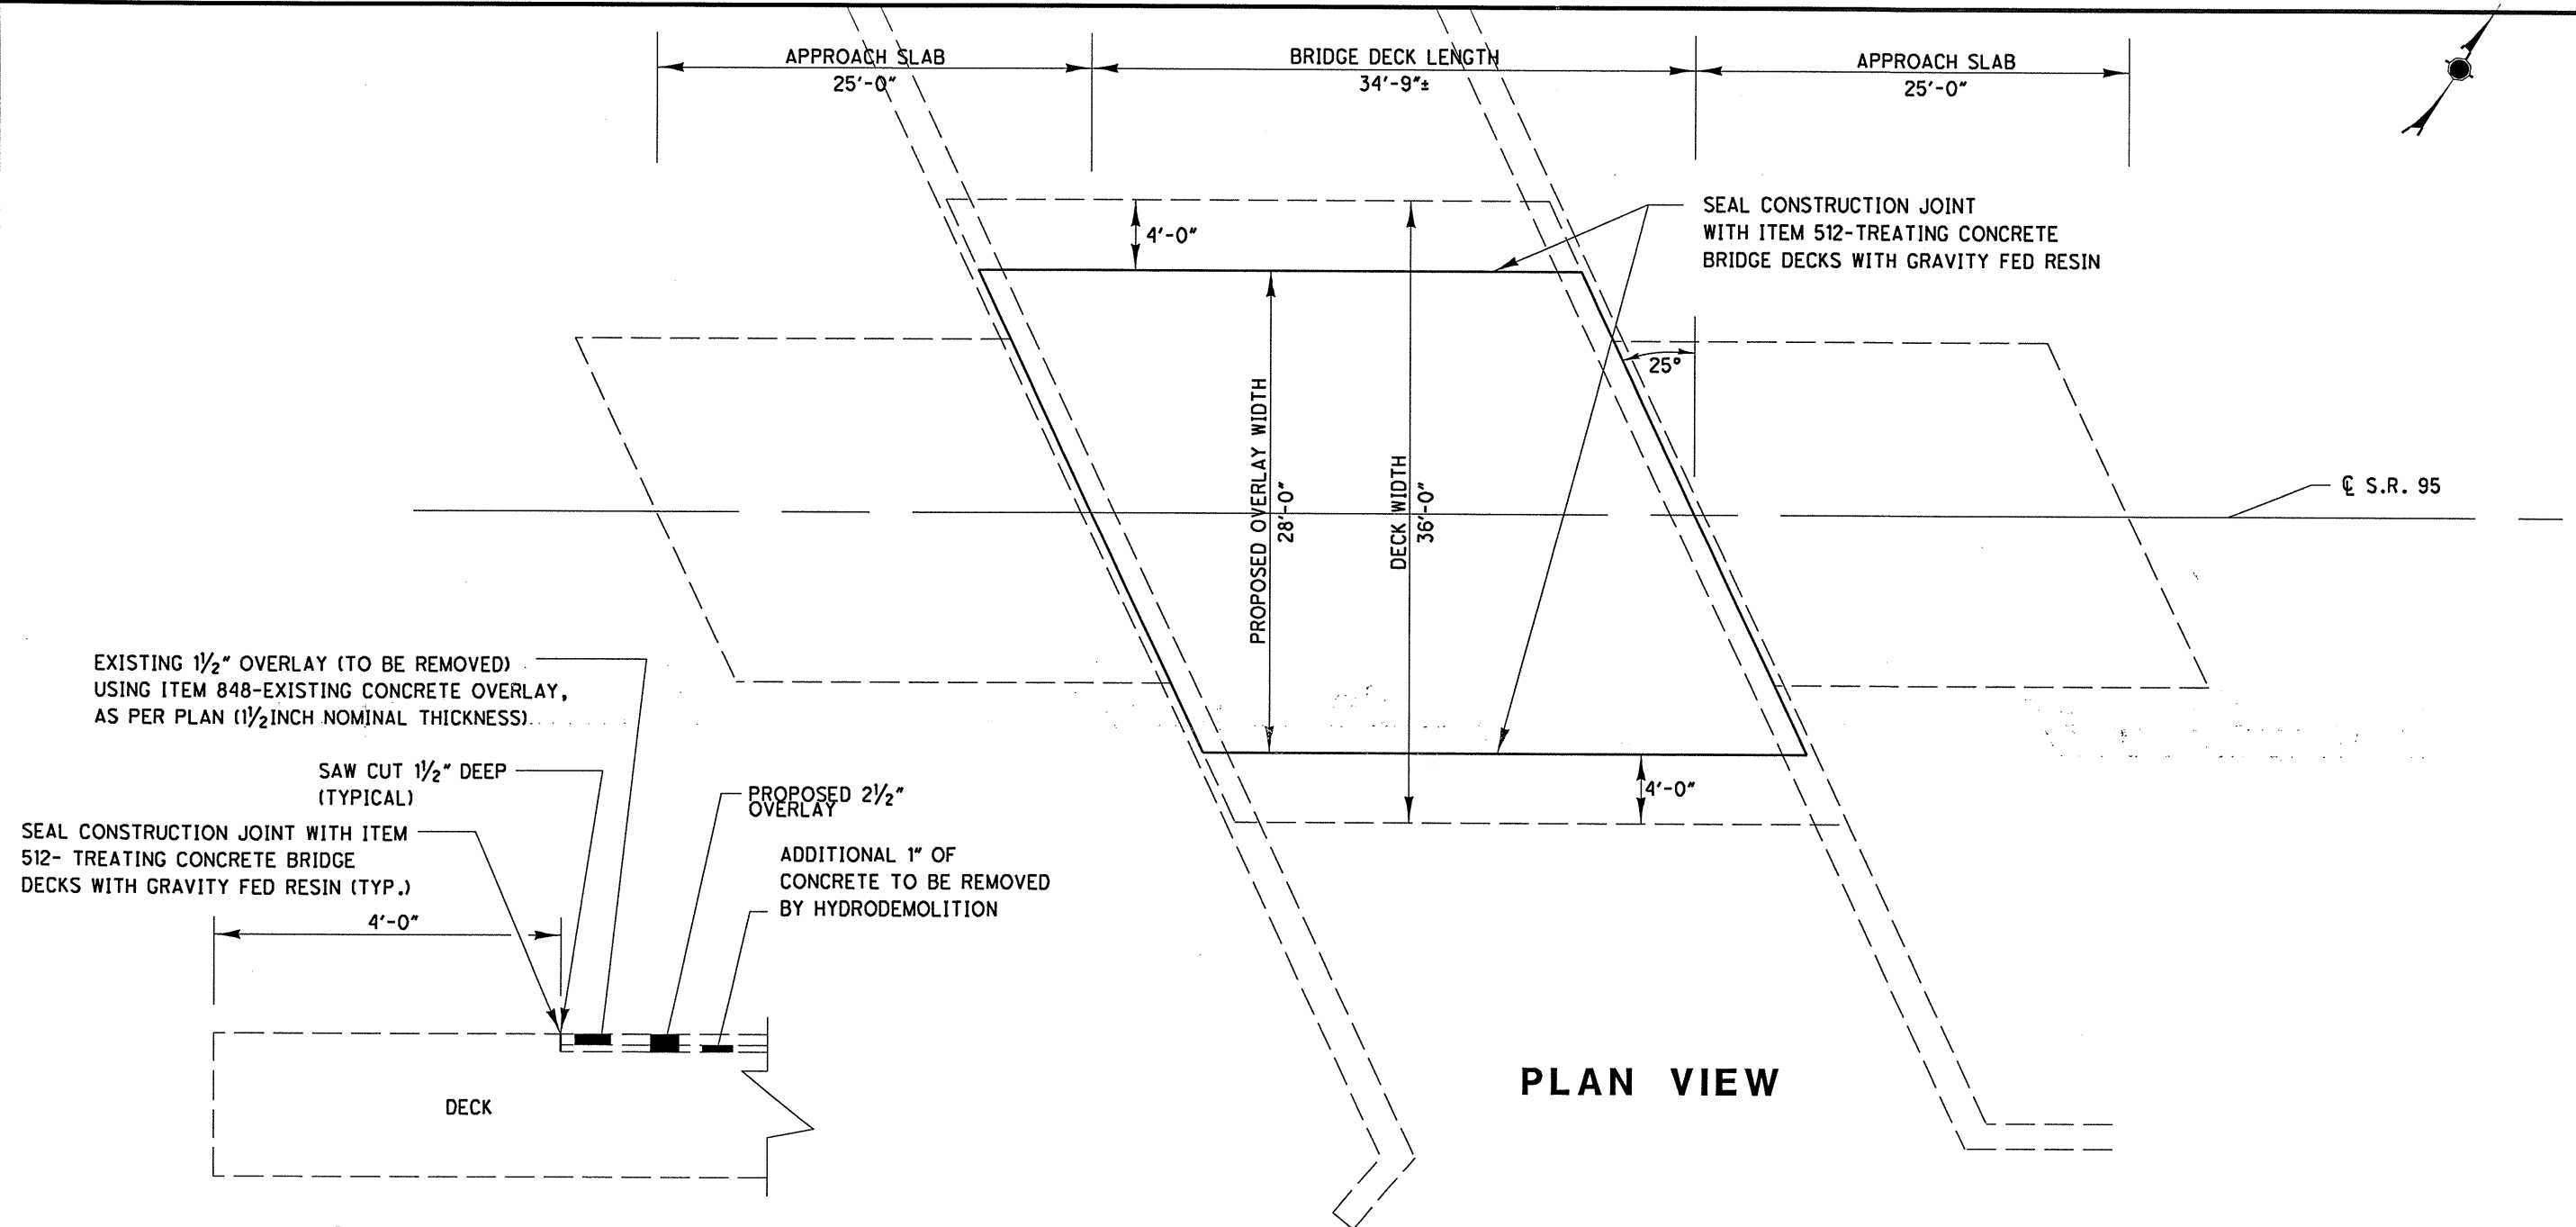 APPROACH SLAB
25'-0"
BRIDGE DECK LENGTH
34'-9"±
APPROACH SLAB
25'-0"
4'-0"
SEAL CONSTRUCTION JOINT
WITH ITEM 512-TREATING CONCRETE
BRIDGE DECKS WITH GRAVITY FED RESIN
25°
PROPOSED OVERLAY WIDTH
28'-0"
DECK WIDTH
36'-0"
℄ S.R. 95
4'-0"
EXISTING 1½" OVERLAY (TO BE REMOVED)
USING ITEM 848-EXISTING CONCRETE OVERLAY,
AS PER PLAN (1½INCH NOMINAL THICKNESS)
SAW CUT 1½" DEEP
(TYPICAL)
SEAL CONSTRUCTION JOINT WITH ITEM
512- TREATING CONCRETE BRIDGE
DECKS WITH GRAVITY FED RESIN (TYP.)
PROPOSED 2½"
OVERLAY
ADDITIONAL 1" OF
CONCRETE TO BE REMOVED
BY HYDRODEMOLITION
4'-0"
DECK
PLAN VIEW